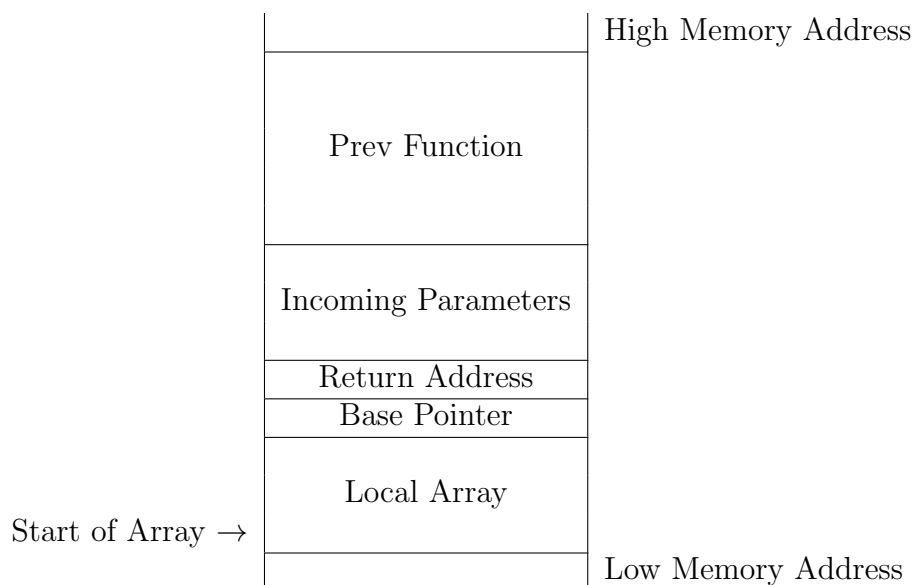 High Memory Address
Prev Function
Incoming Parameters
Return Address
Base Pointer
Local Array
Start of Array →
Low Memory Address